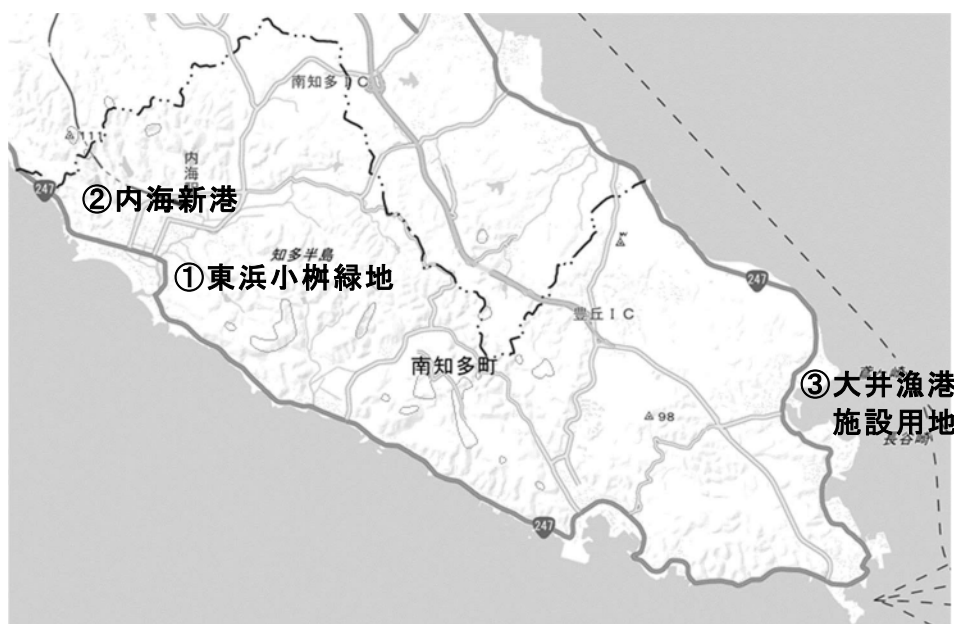 南知多IC
111
内海駅
247
②内海新港
知多半島
①東浜小桝緑地
247
豊丘IC
南知多町
③大井漁港
施設用地
98
長谷崎
247